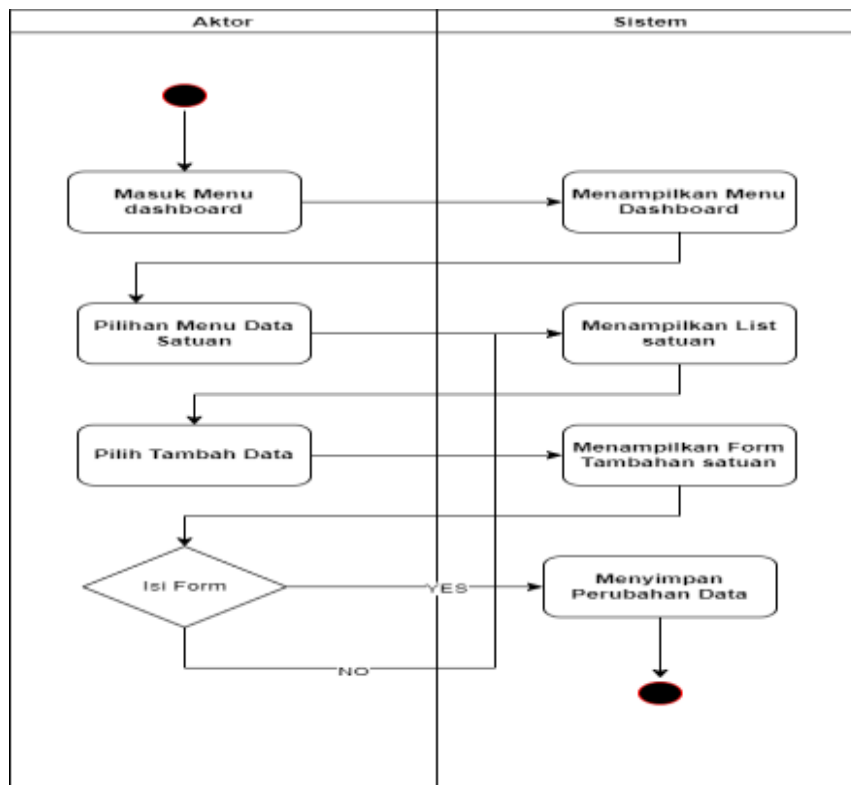 Aktor
Sistem
Masuk Menu
dashboard
Menampilkan Menu
Dashboard
Pilihan Menu Data
Satuan
Menampilkan List
satuan
Pilih Tambah Data
Menampilkan Form
Tambahan satuan
Isi Form
YES
Menyimpan
Perubahan Data
NO